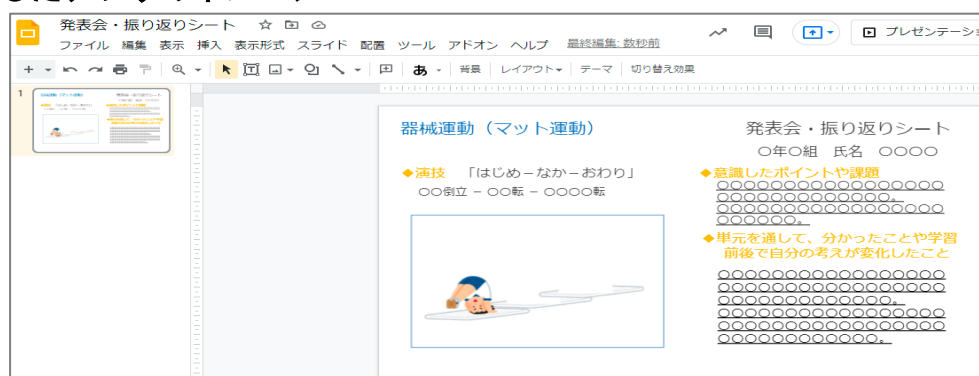 発表会・振り返りシート
ファイル 編集 表示 挿入 表示形式 スライド 配置 ツール アドオン ヘルプ 最終編集: 数秒前
プレゼンテーショ
あ 背景 レイアウト テーマ 切り替え効果
1
器械運動（マット運動）
◆演技 「はじめ－なか－おわり」
○○倒立 － ○○転 － ○○○○転
発表会・振り返りシート
○年○組 氏名 ○○○○
◆意識したポイントや課題
○○○○○○○○○○○○○○○○○○
○○○○○○○○○○○○○。
○○○○○○○○○○○○○○○○○○
○○○○○○。
◆単元を通して、分かったことや学習
前後で自分の考えが変化したこと
○○○○○○○○○○○○○○○○○○
○○○○○○○○○○○○○○○○○○
○○○○○○○○○○○○○。
○○○○○○○○○○○○○○○○○○
○○○○○○○○○○○○○○○○○○
○○○○○○○○○○○○。